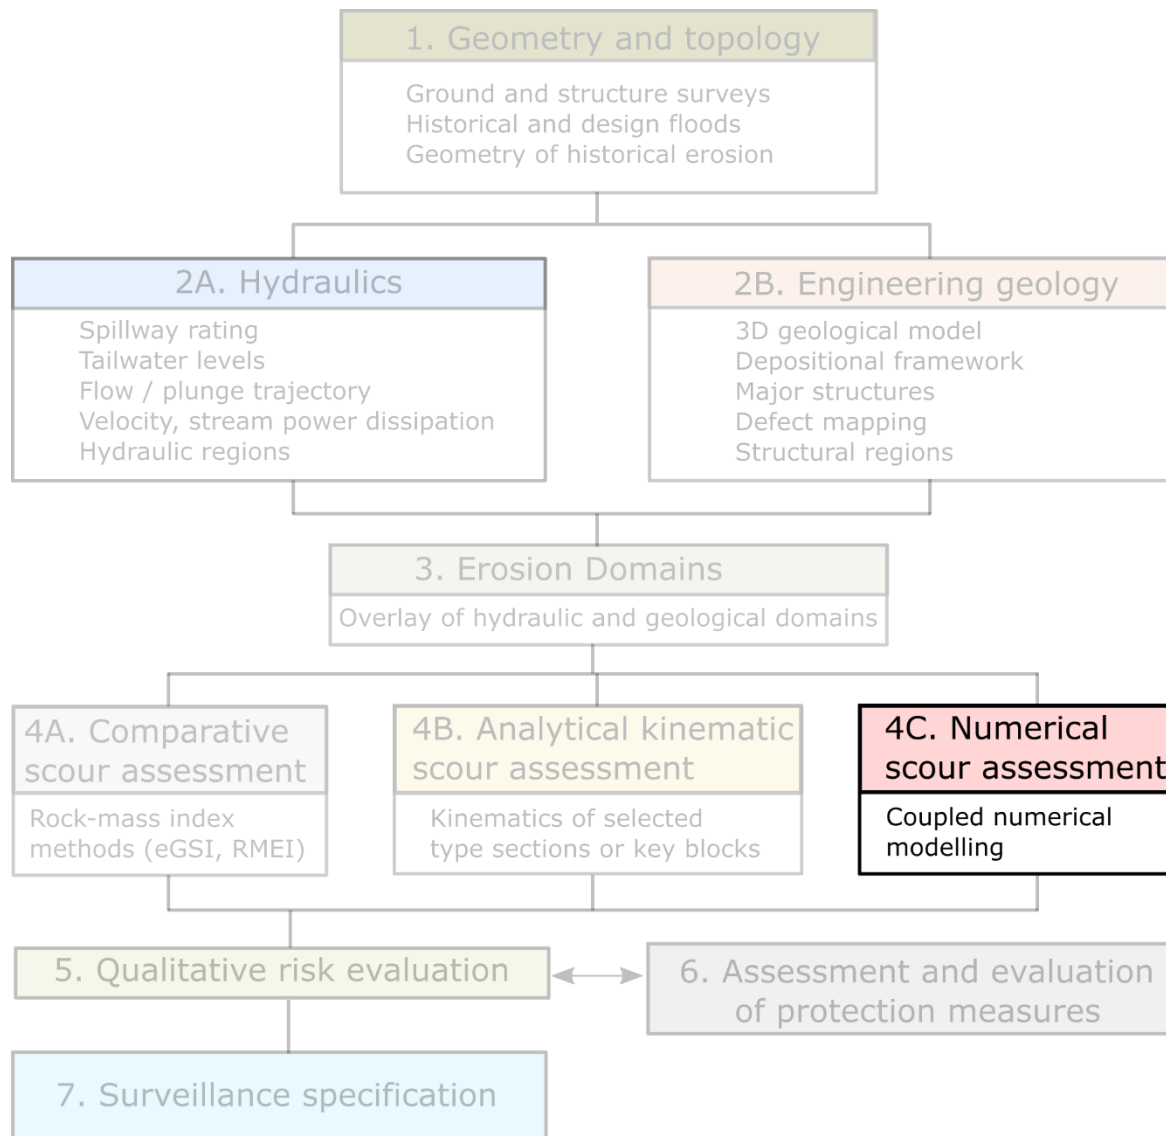 1. Geometry and topology
Ground and structure surveys
Historical and design floods
Geometry of historical erosion
2A. Hydraulics
Spillway rating
Tailwater levels
Flow / plunge trajectory
Velocity, stream power dissipation
Hydraulic regions
2B. Engineering geology
3D geological model
Depositional framework
Major structures
Defect mapping
Structural regions
3. Erosion Domains
Overlay of hydraulic and geological domains
4A. Comparative
scour assessment
Rock-mass index
methods (eGSI, RMEI)
4B. Analytical kinematic
scour assessment
Kinematics of selected
type sections or key blocks
4C. Numerical
scour assessment
Coupled numerical
modelling
5. Qualitative risk evaluation
6. Assessment and evaluation
of protection measures
7. Surveillance specification